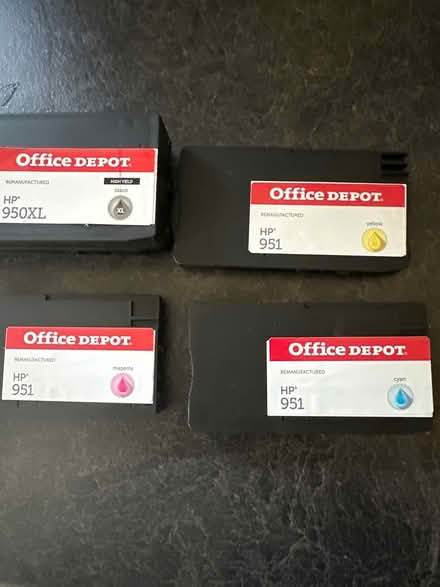 Office DEPOT.
REMANUFACTURED
HIGH YIELD
black
HP*
950XL
XL
Office DEPOT.
REMANUFACTURED
yellow
HP*
951
Office DEPOT.
REMANUFACTURED
magenta
HP*
951
Office DEPOT.
REMANUFACTURED
cyan
HP*
951